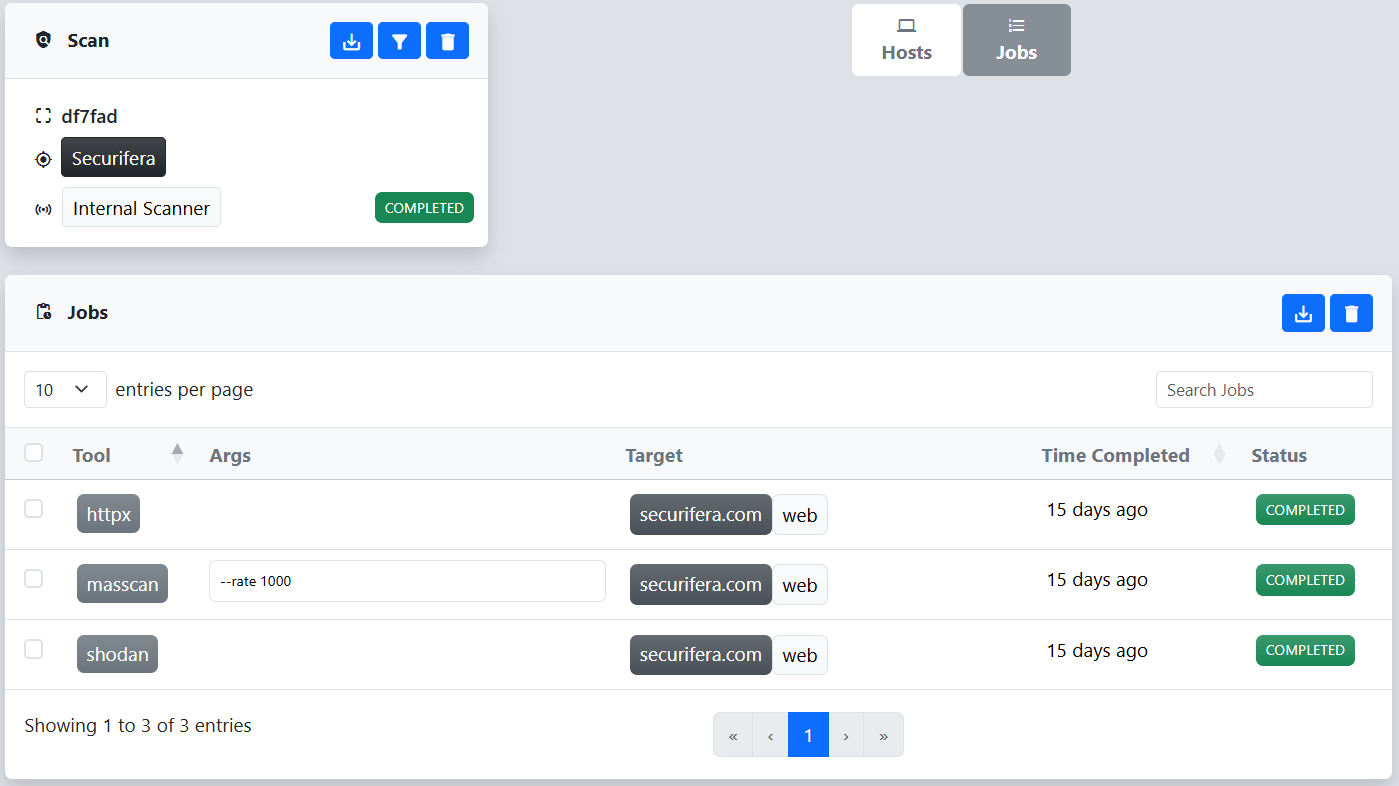 Scan
Hosts
Jobs
df7fad
Securifera
Internal Scanner
COMPLETED
Jobs
10 entries per page
Search Jobs
Tool Args Target Time Completed Status
httpx securifera.com web 15 days ago COMPLETED
masscan --rate 1000 securifera.com web 15 days ago COMPLETED
shodan securifera.com web 15 days ago COMPLETED
Showing 1 to 3 of 3 entries
« ‹ 1 › »